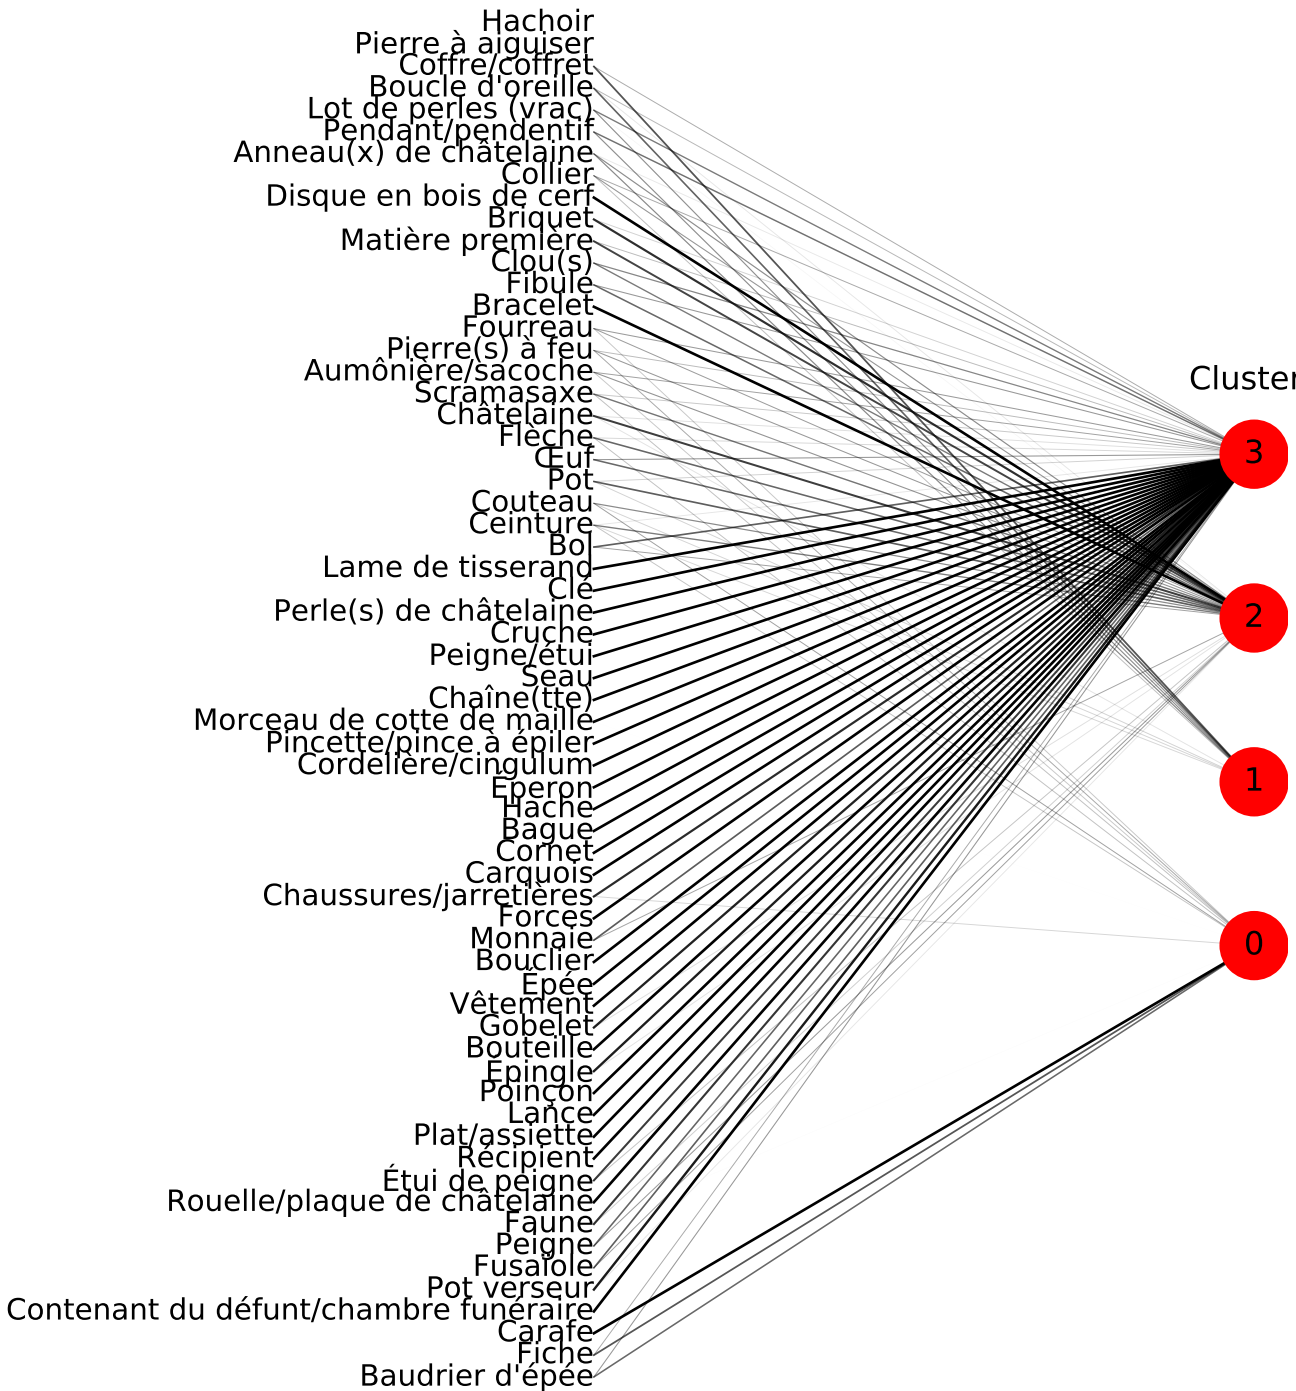 Hachoir
Pierre à aiguiser
Coffre/coffret
Boucle d'oreille
Lot de perles (vrac)
Pendant/pendentif
Anneau(x) de châtelaine
Collier
Disque en bois de cerf
Briquet
Matière première
Clou(s)
Fibule
Bracelet
Fourreau
Pierre(s) à feu
Cluster
Aumônière/sacoche
Scramasaxe
Châtelaine
Flèche
3
Œuf
Pot
Couteau
Ceinture
Bol
Lame de tisserand
Clé
Perle(s) de châtelaine
2
Cruche
Peigne/étui
Seau
Chaîne(tte)
Morceau de cotte de maille
Pincette/pince à épiler
Cordelière/cingulum
1
Éperon
Hache
Bague
Cornet
Carquois
Chaussures/jarretières
Forces
Monnaie
0
Bouclier
Épée
Vêtement
Gobelet
Bouteille
Épingle
Poinçon
Lance
Plat/assiette
Récipient
Étui de peigne
Rouelle/plaque de châtelaine
Faune
Peigne
Fusaïole
Pot verseur
Contenant du défunt/chambre funéraire
Carafe
Fiche
Baudrier d'épée